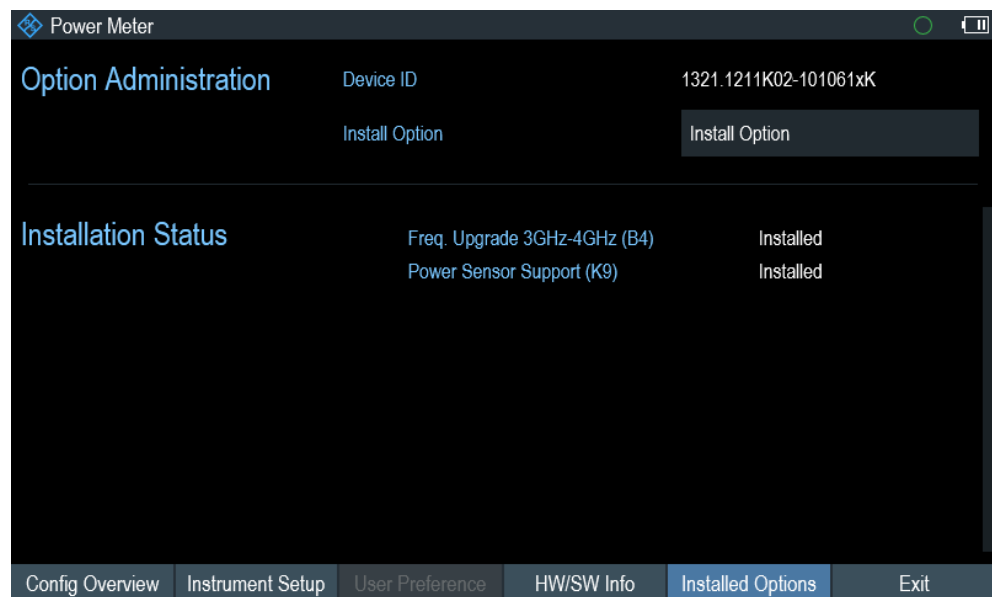 Power Meter
Option Administration Device ID 1321.1211K02-101061xK
Install Option Install Option
Installation Status Freq. Upgrade 3GHz-4GHz (B4) Installed
Power Sensor Support (K9) Installed
Config Overview Instrument Setup User Preference HW/SW Info Installed Options Exit